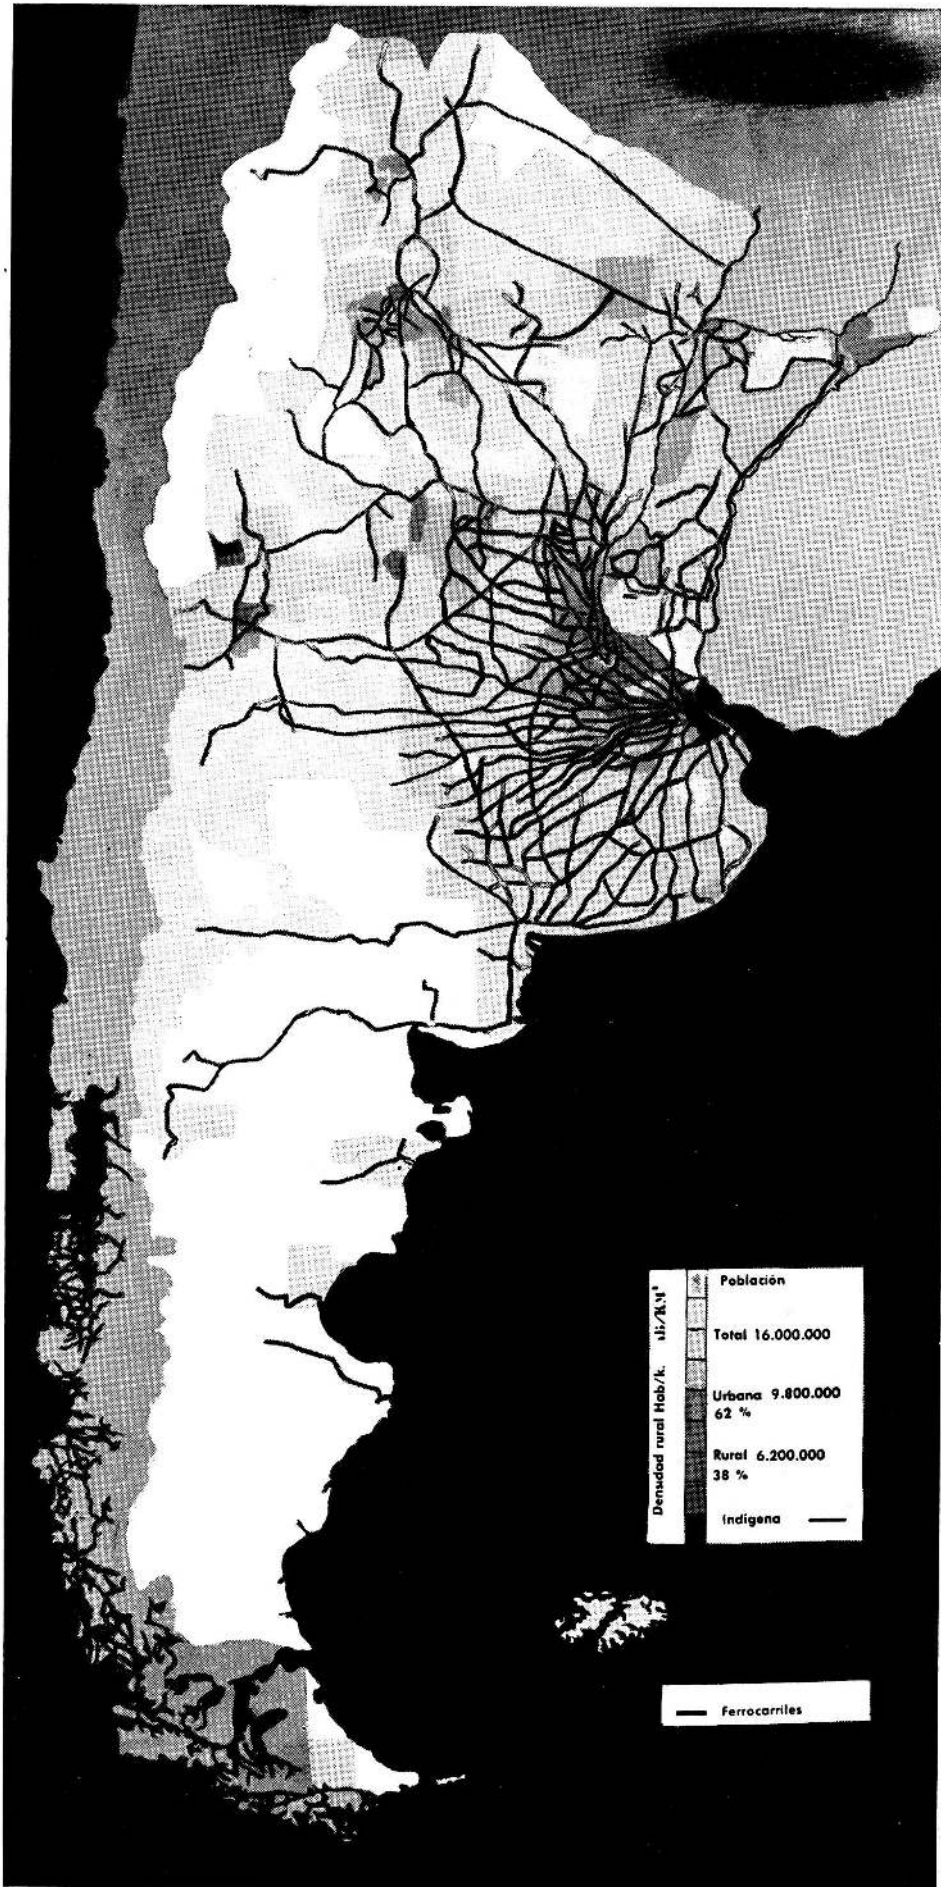 Población
Total 16.000.000
Urbana 9.800.000
62 %
Rural 6.200.000
38 %
Indígena
Densidad rural Hab/k.
Ferrocarriles